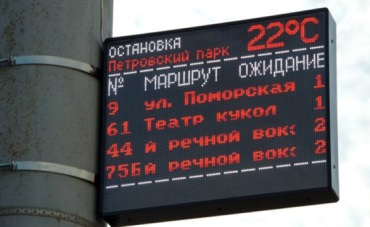 ОСТАНОВКА
Петровский парк 22°C
№ МАРШРУТ ОЖИДАНИЕ
9 ул. Поморская 1
61 Театр кукол 1
44 й речной вок 2
75Б й речной вок 2